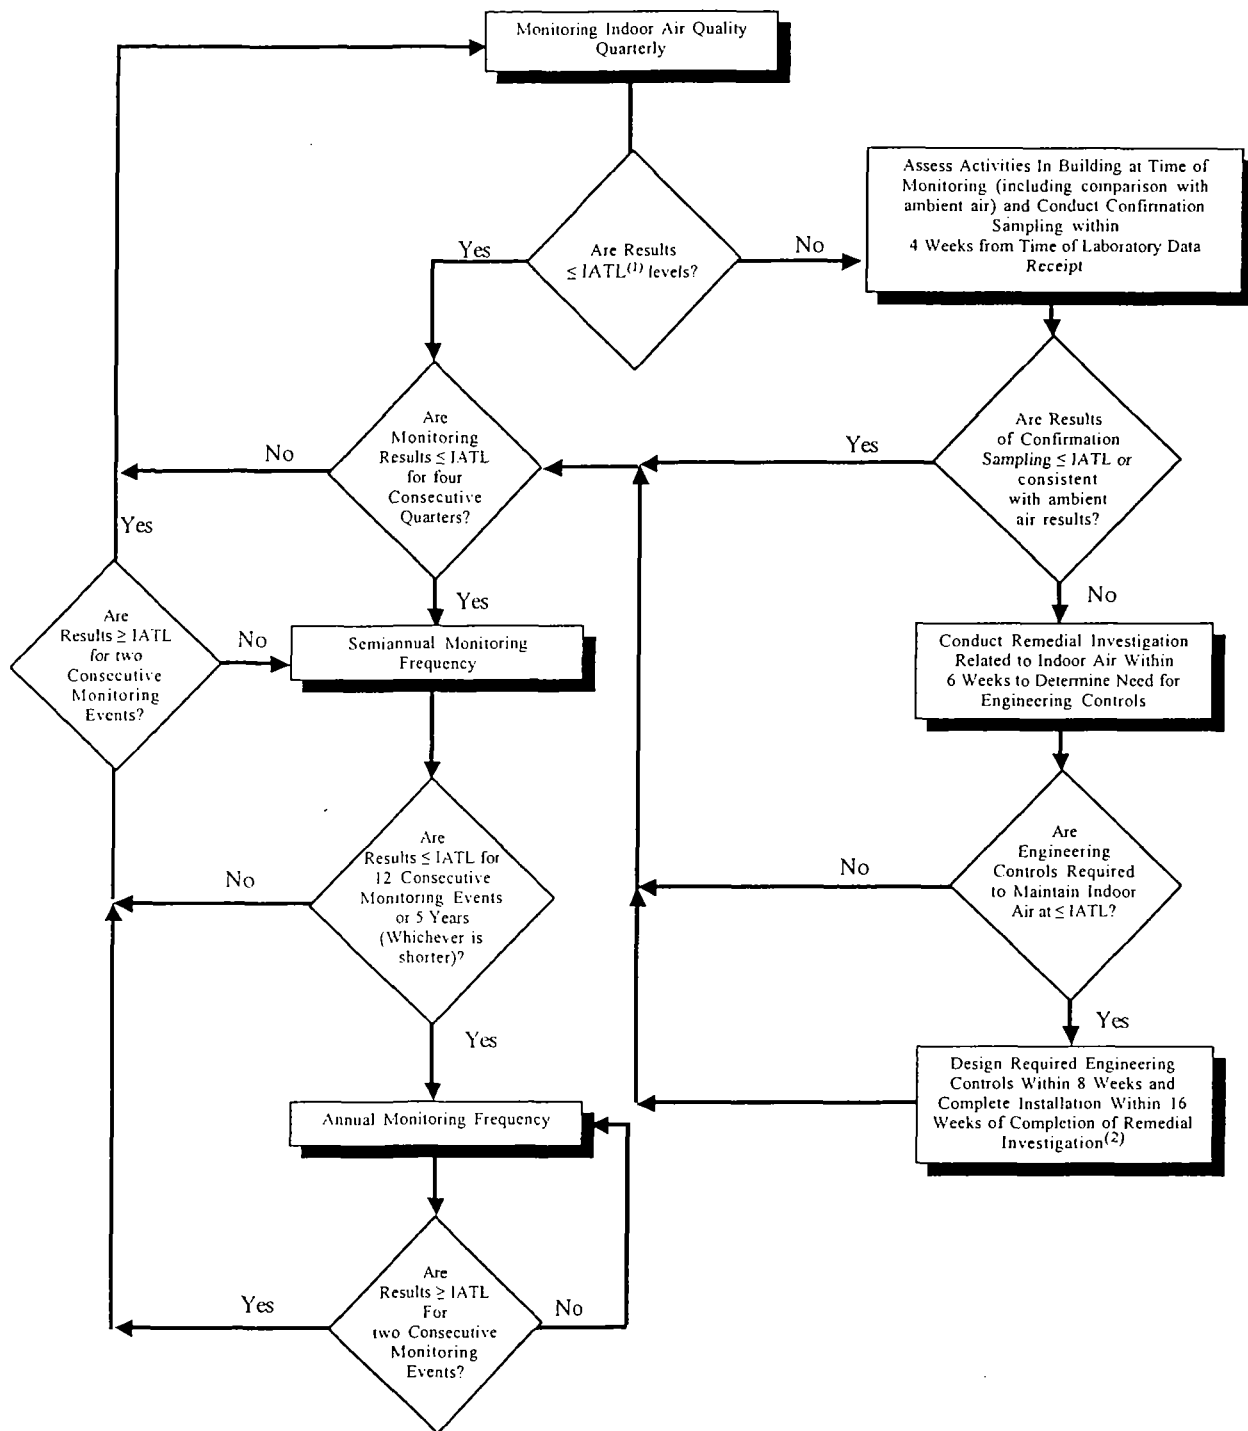 Monitoring Indoor Air Quality
Quarterly
Assess Activities In Building at Time of
Monitoring (including comparison with
ambient air) and Conduct Confirmation
Sampling within
4 Weeks from Time of Laboratory Data
Receipt
Yes
Are Results
≤ IATL(1) levels?
No
Are
Monitoring
Results ≤ IATL
for four
Consecutive
Quarters?
No
Yes
Are Results
of Confirmation
Sampling ≤ IATL or
consistent
with ambient
air results?
Yes
Yes
No
Are
Results ≥ IATL
for two
Consecutive
Monitoring
Events?
No
Semiannual Monitoring
Frequency
Conduct Remedial Investigation
Related to Indoor Air Within
6 Weeks to Determine Need for
Engineering Controls
Are
Results ≤ IATL for
12 Consecutive
Monitoring Events
or 5 Years
(Whichever is
shorter)?
No
Are
Engineering
Controls Required
to Maintain Indoor
Air at ≤ IATL?
No
Yes
Yes
Annual Monitoring Frequency
Design Required Engineering
Controls Within 8 Weeks and
Complete Installation Within 16
Weeks of Completion of Remedial
Investigation(2)
Are
Results ≥ IATL
For
two Consecutive
Monitoring
Events?
Yes
No